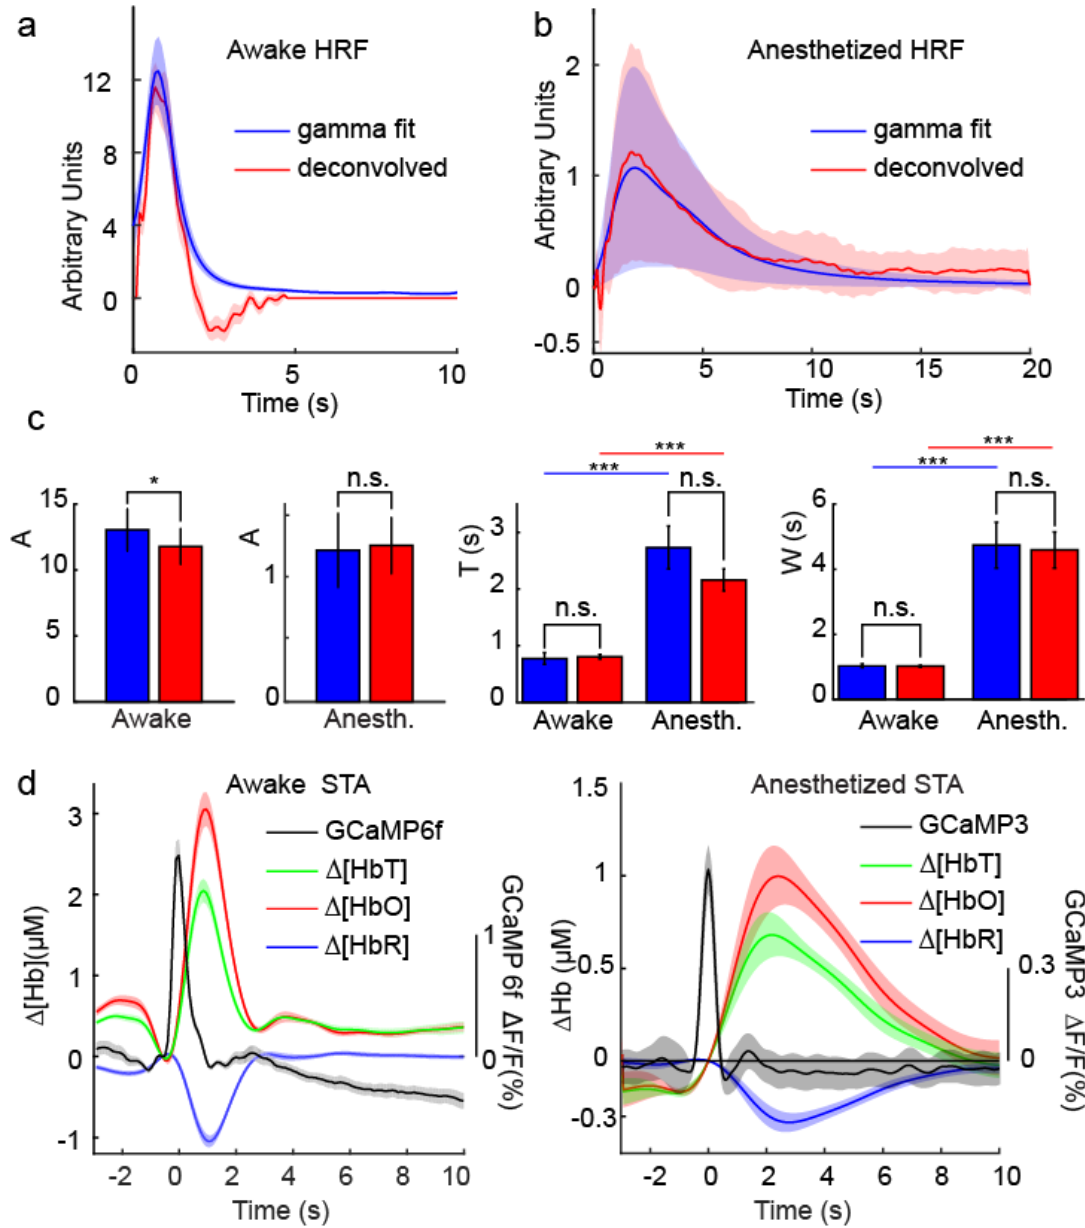 a
Awake HRF
gamma fit
deconvolved
Arbitrary Units
12
8
4
0
0
5
10
Time (s)
b
Anesthetized HRF
gamma fit
deconvolved
Arbitrary Units
2
1
0
-0.5
0
5
10
15
20
Time (s)
c
*
15
10
5
0
A
Awake
n.s.
1
0
A
Anesth.
***
***
n.s.
n.s.
3
2
1
0
T (s)
Awake
Anesth.
***
***
n.s.
n.s.
6
4
2
0
W (s)
Awake
Anesth.
d
Awake STA
GCaMP6f
Δ[HbT]
Δ[HbO]
Δ[HbR]
Δ[Hb](µM)
3
2
1
0
-1
-2
0
2
4
6
8
10
Time (s)
1
0
GCaMP6f ΔF/F(%)
Anesthetized STA
GCaMP3
Δ[HbT]
Δ[HbO]
Δ[HbR]
ΔHb (µM)
1.5
1
0.5
0
-0.3
-2
0
2
4
6
8
10
Time (s)
0.3
0
GCaMP3 ΔF/F(%)